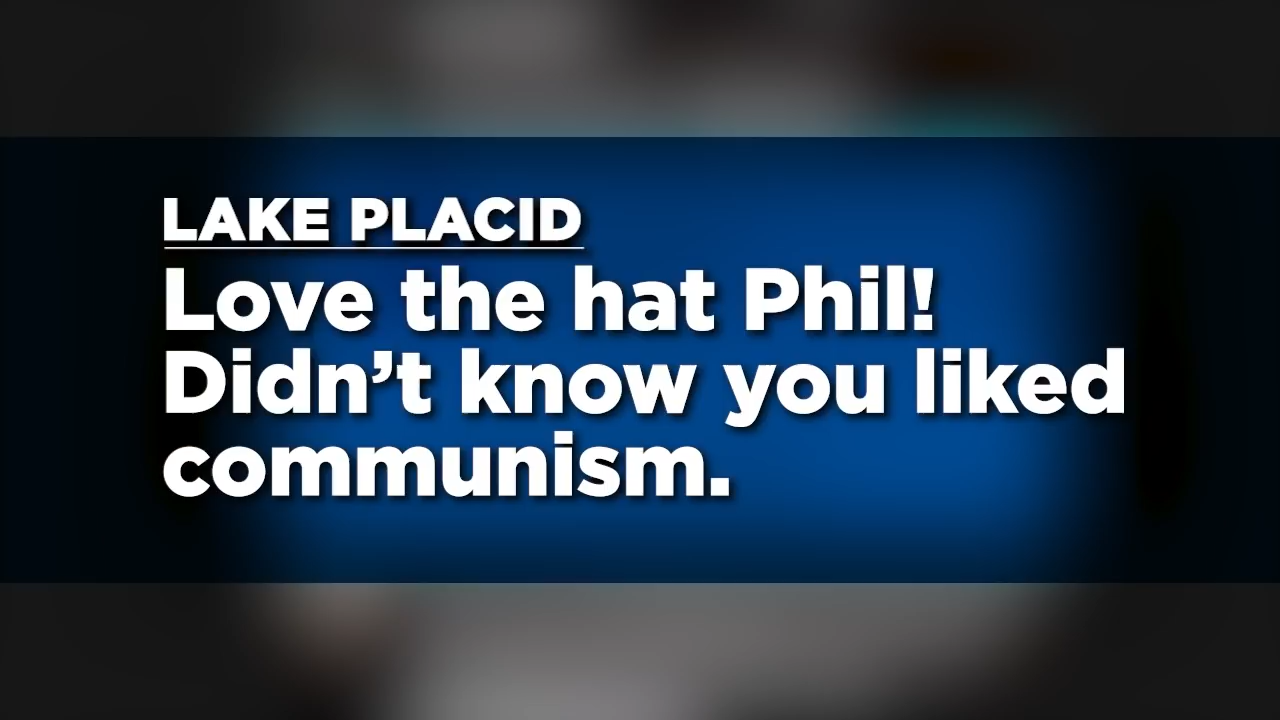 LAKE PLACID
Love the hat Phil!
Didn’t know you liked
communism.